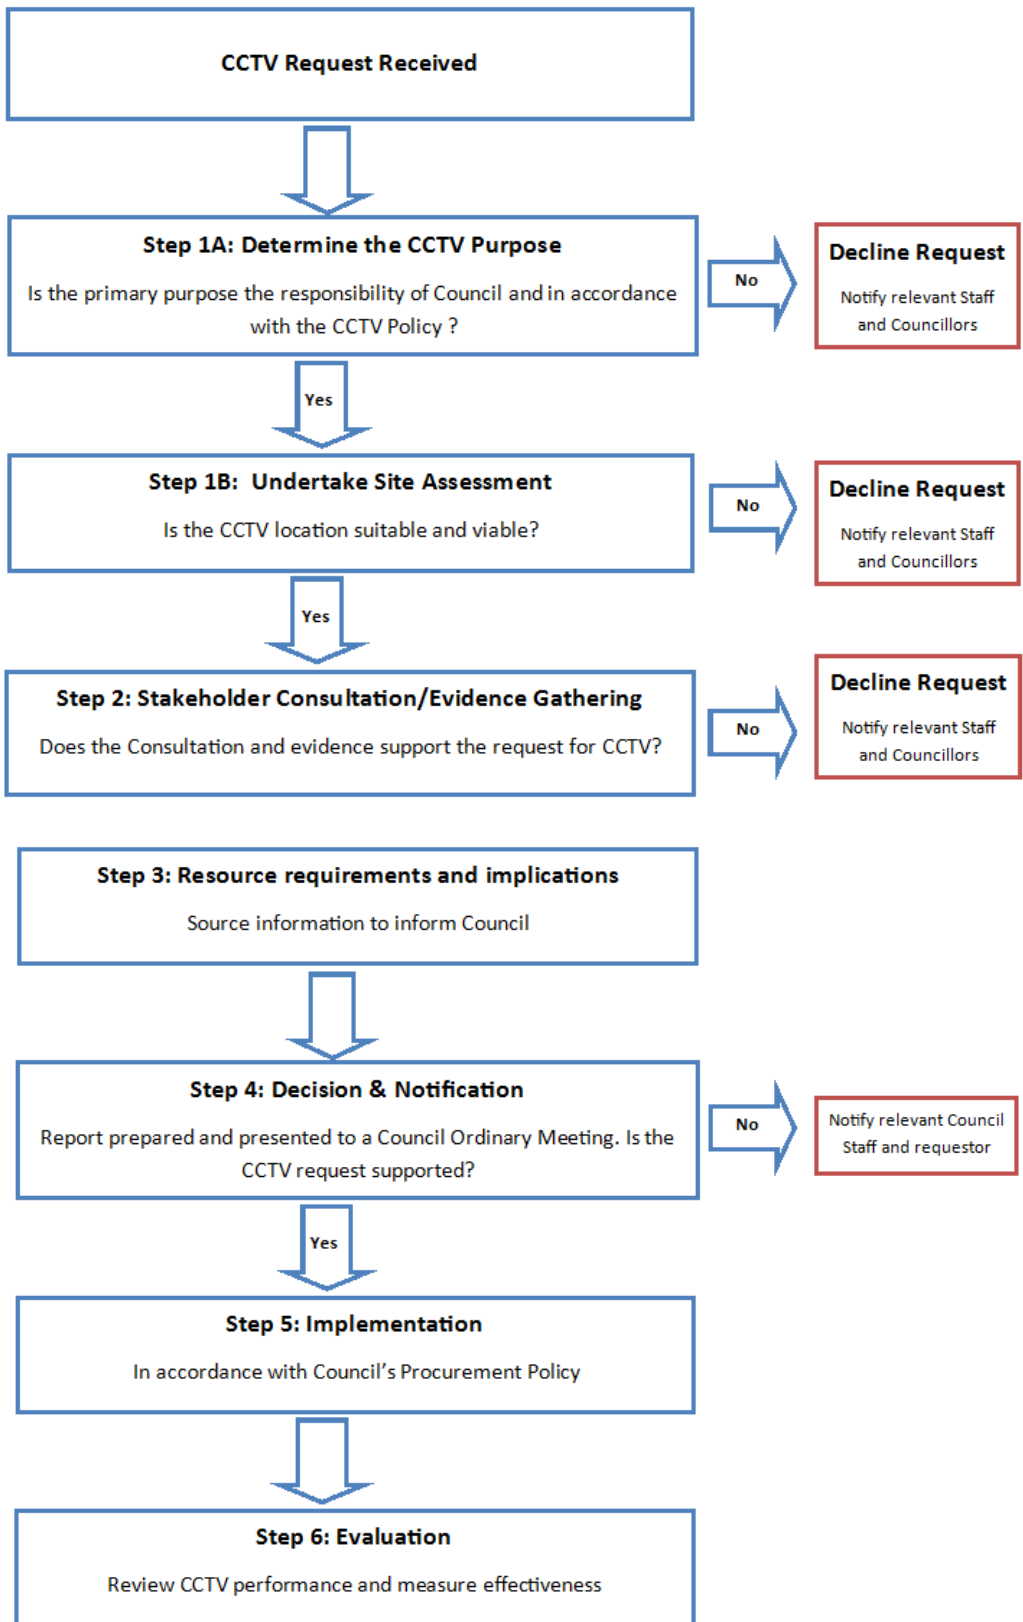 CCTV Request Received
Step 1A: Determine the CCTV Purpose
Is the primary purpose the responsibility of Council and in accordance
with the CCTV Policy ?
No
Decline Request
Notify relevant Staff
and Councillors
Yes
Step 1B: Undertake Site Assessment
Is the CCTV location suitable and viable?
No
Decline Request
Notify relevant Staff
and Councillors
Yes
Step 2: Stakeholder Consultation/Evidence Gathering
Does the Consultation and evidence support the request for CCTV?
No
Decline Request
Notify relevant Staff
and Councillors
Step 3: Resource requirements and implications
Source information to inform Council
Step 4: Decision & Notification
Report prepared and presented to a Council Ordinary Meeting. Is the
CCTV request supported?
No
Notify relevant Council
Staff and requestor
Yes
Step 5: Implementation
In accordance with Council's Procurement Policy
Step 6: Evaluation
Review CCTV performance and measure effectiveness